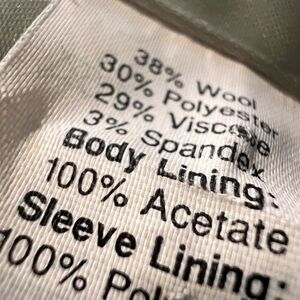 38% Wool
30% Polyester
29% Viscose
3% Spandex
Body Lining:
100% Acetate
Sleeve Lining:
100%